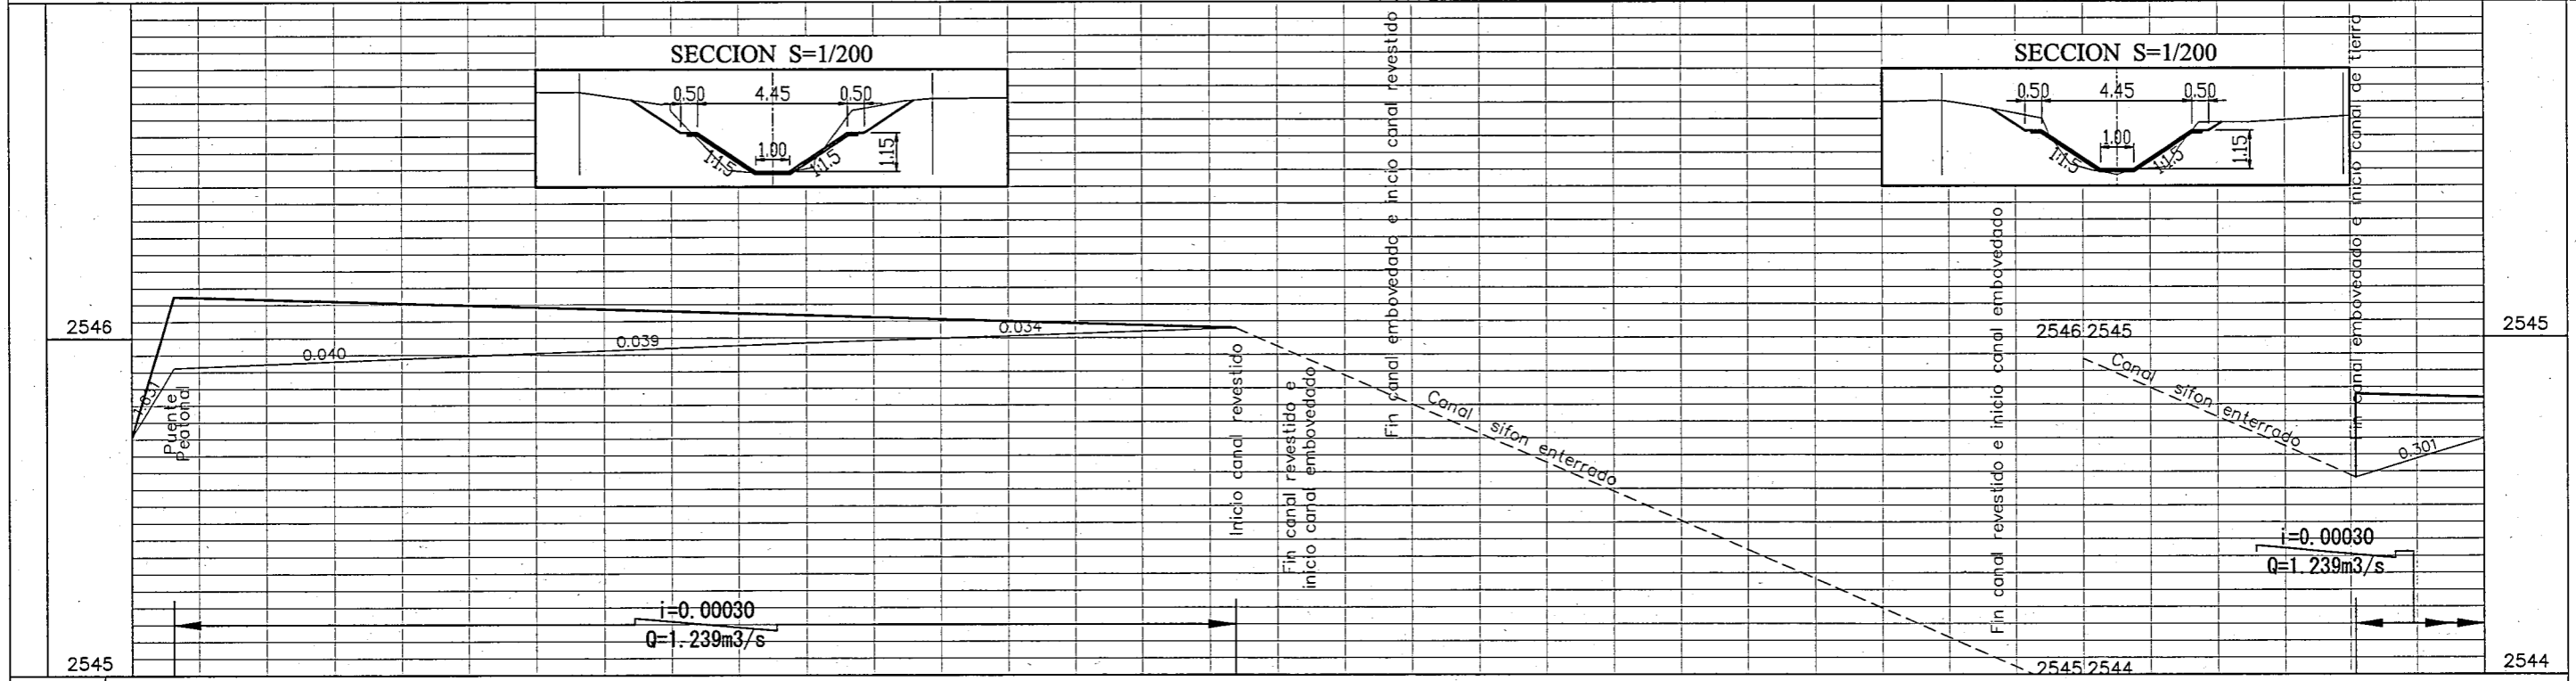 SECCION S=1/200
0.50 4.45 0.50
1.00
1:1.5 1:1.5
1.15
SECCION S=1/200
0.50 4.45 0.50
1.00
1:1.5 1:1.5
1.15
Fin canal embovedado e inicio canal revestido
Fin canal embovedado e inicio canal de tierra
2546
0.040
0.039
0.034
Puente
Peatonal
Inicio canal revestido
Fin canal revestido e
inicio canal embovedado
Canal sifon enterrado
Fin canal revestido e inicio canal embovedado
2546 2545
Canal sifon enterrado
0.301
2545
i=0.00030
Q=1.239m3/s
i=0.00030
Q=1.239m3/s
2545
2545 2544
2544